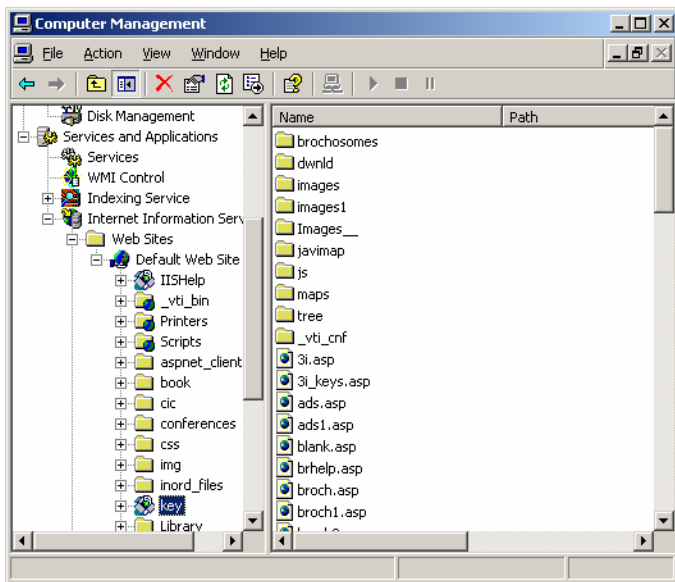 Computer Management
File Action View Window Help
Disk Management
Services and Applications
Services
WMI Control
Indexing Service
Internet Information Serv
Web Sites
Default Web Site
IISHelp
_vti_bin
Printers
Scripts
aspnet_client
book
cic
conferences
css
img
inord_files
key
Library
Name Path
brochosomes
dwnld
images
images1
Images__
javimap
js
maps
tree
_vti_cnf
3i.asp
3i_keys.asp
ads.asp
ads1.asp
blank.asp
brhelp.asp
broch.asp
broch1.asp